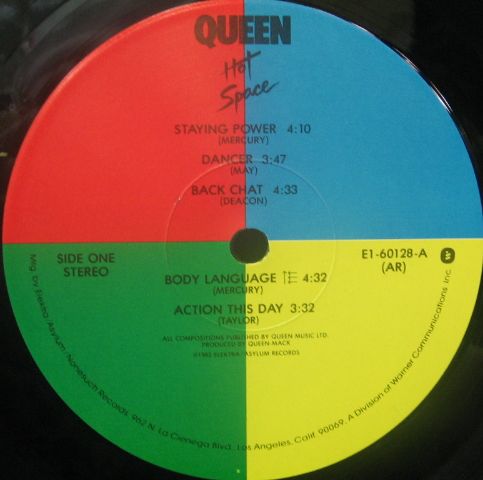 QUEEN
Hot
Space
STAYING POWER 4:10
(MERCURY)
DANCER 3:47
(MAY)
BACK CHAT 4:33
(DEACON)
SIDE ONE
STEREO
E1-60128-A
(AR)
BODY LANGUAGE 4:32
(MERCURY)
ACTION THIS DAY 3:32
(TAYLOR)
ALL COMPOSITIONS PUBLISHED BY QUEEN MUSIC LTD.
PRODUCED BY QUEEN·MACK
©1982 ELEKTRA/ASYLUM RECORDS
Mfg. by Elektra/Asylum/Nonesuch Records, 962 N. La Cienega Blvd., Los Angeles, Calif. 90069. A Division of Warner Communications Inc.